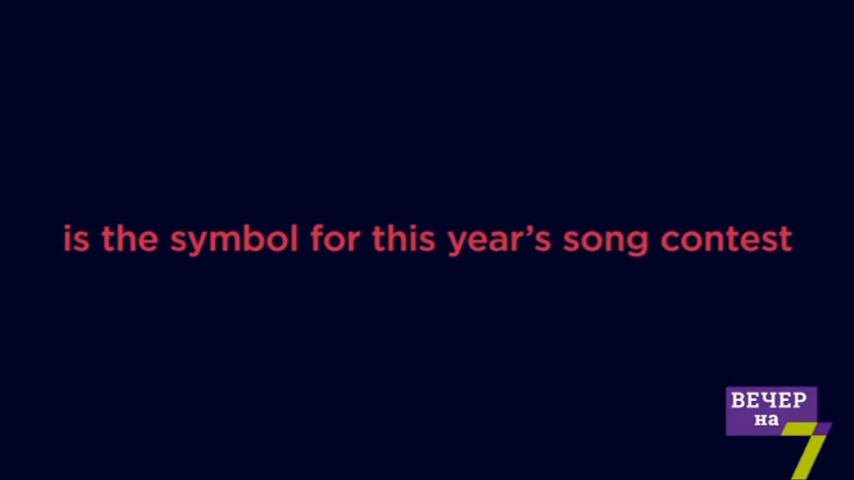 is the symbol for this year's song contest
ВЕЧЕР
на
7